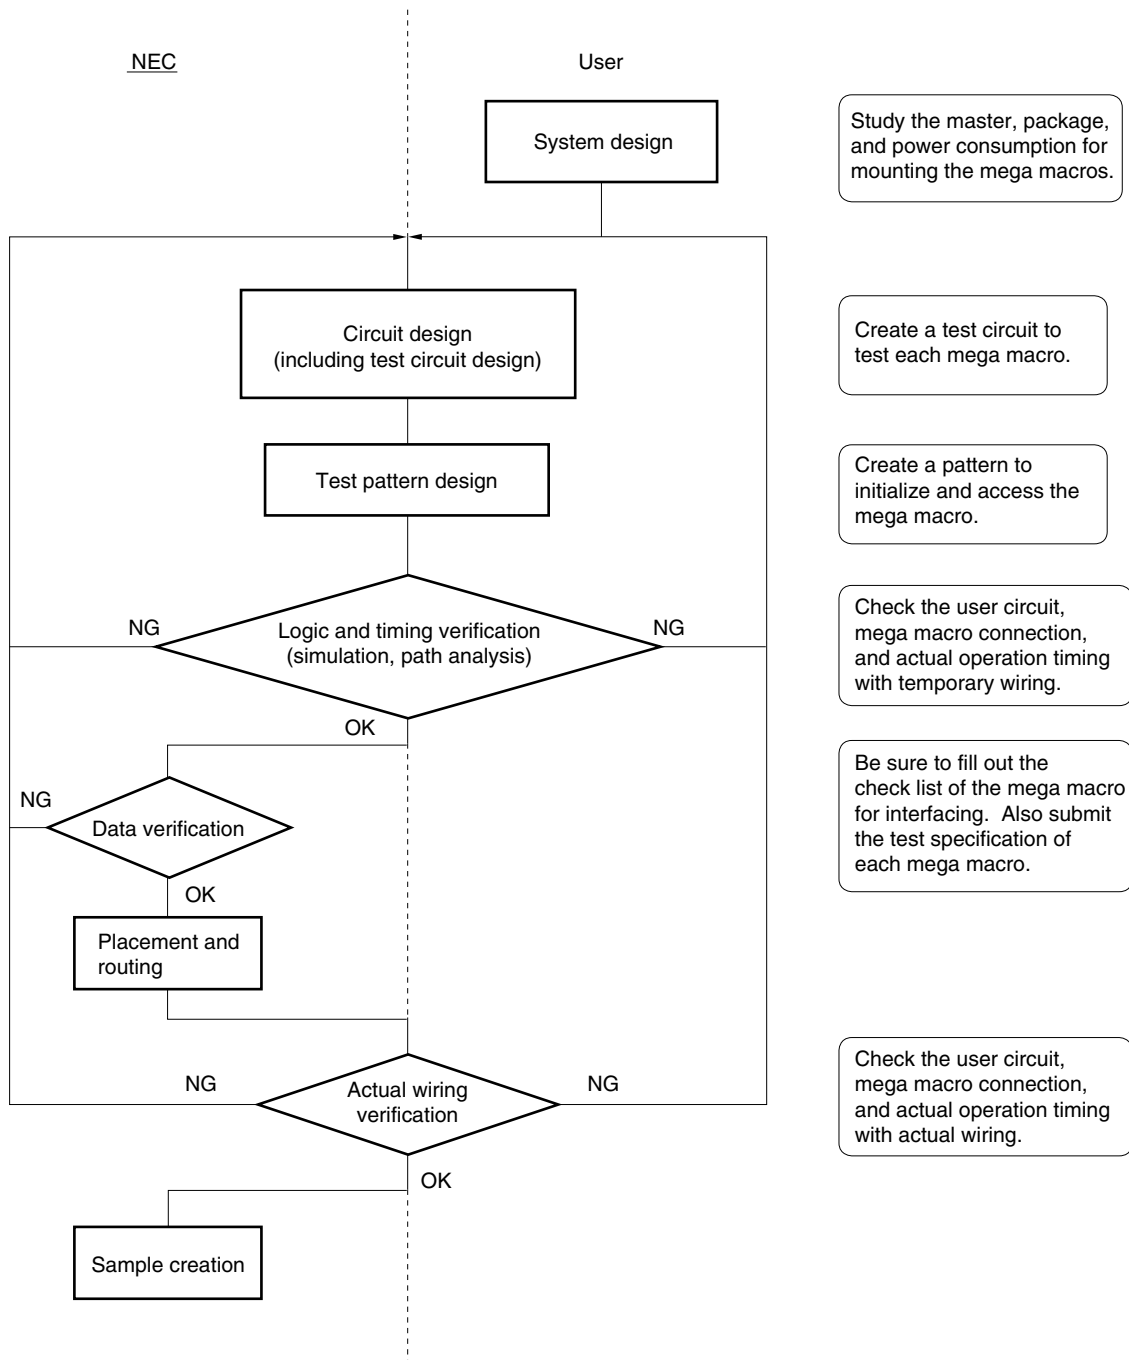 NEC
User
System design
Study the master, package,
and power consumption for
mounting the mega macros.
Circuit design
(including test circuit design)
Create a test circuit to
test each mega macro.
Test pattern design
Create a pattern to
initialize and access the
mega macro.
NG
Logic and timing verification
(simulation, path analysis)
NG
Check the user circuit,
mega macro connection,
and actual operation timing
with temporary wiring.
OK
NG
Data verification
Be sure to fill out the
check list of the mega macro
for interfacing. Also submit
the test specification of
each mega macro.
OK
Placement and
routing
NG
Actual wiring
verification
NG
Check the user circuit,
mega macro connection,
and actual operation timing
with actual wiring.
OK
Sample creation